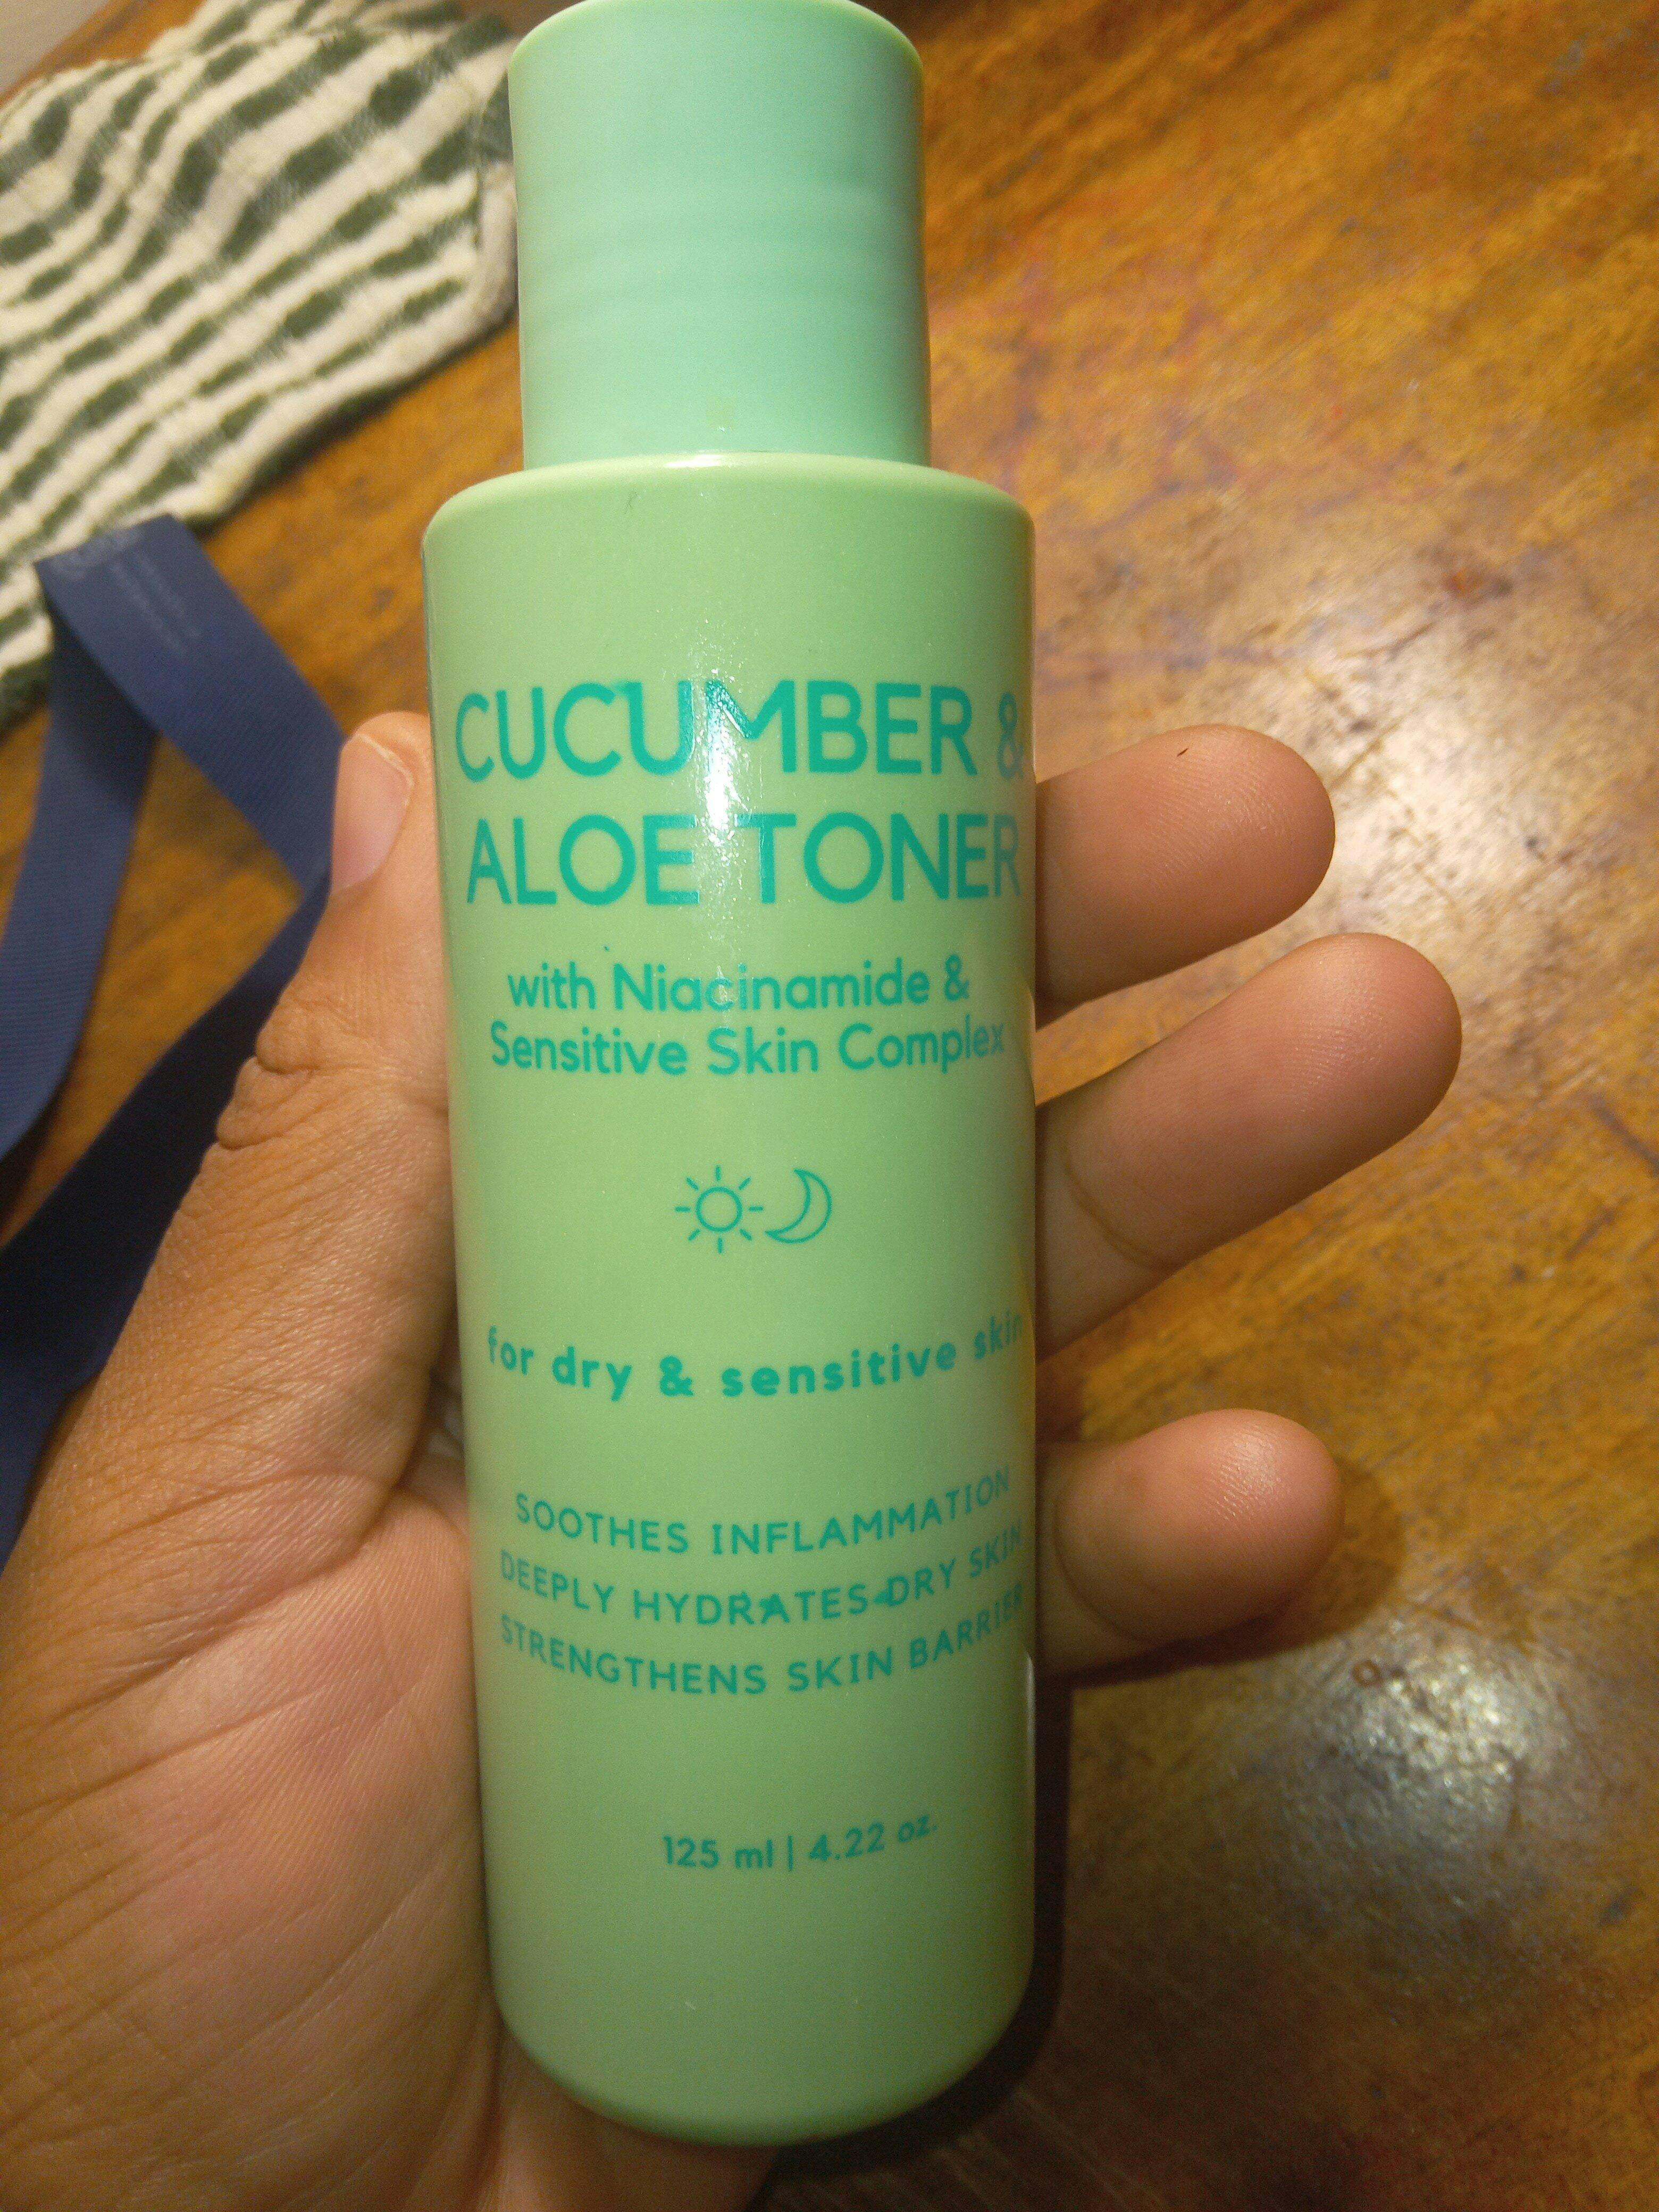 CUCUMBER &
ALOE TONER
with Niacinamide &
Sensitive Skin Complex
for dry & sensitive skin
SOOTHES INFLAMMATION
DEEPLY HYDRATES DRY SKIN
STRENGTHENS SKIN BARRIER
125 ml | 4.22 oz.